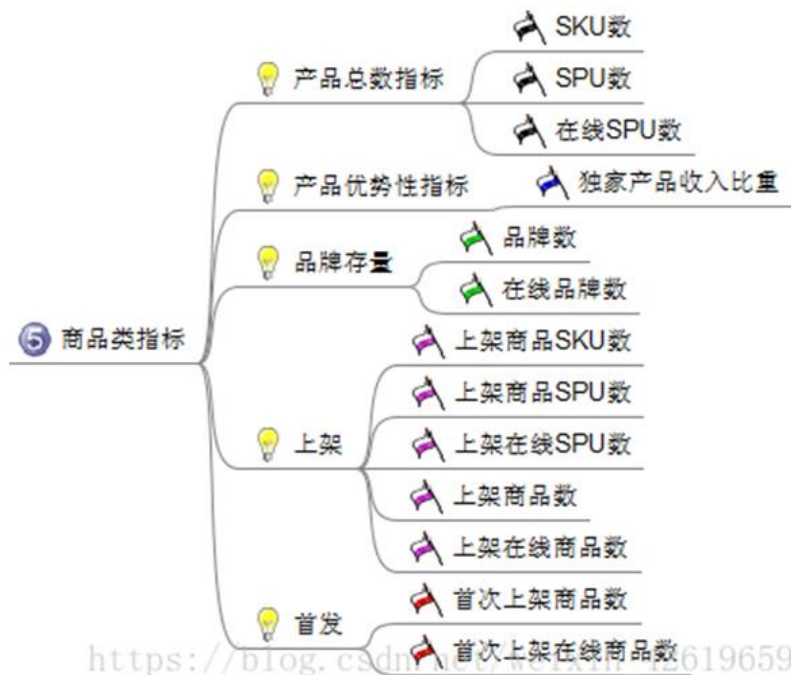 5 商品类指标
产品总数指标
SKU数
SPU数
在线SPU数
产品优势性指标
独家产品收入比重
品牌存量
品牌数
在线品牌数
上架
上架商品SKU数
上架商品SPU数
上架在线SPU数
上架商品数
上架在线商品数
首发
首次上架商品数
首次上架在线商品数
https://blog.csdn.net/weixin_42619659